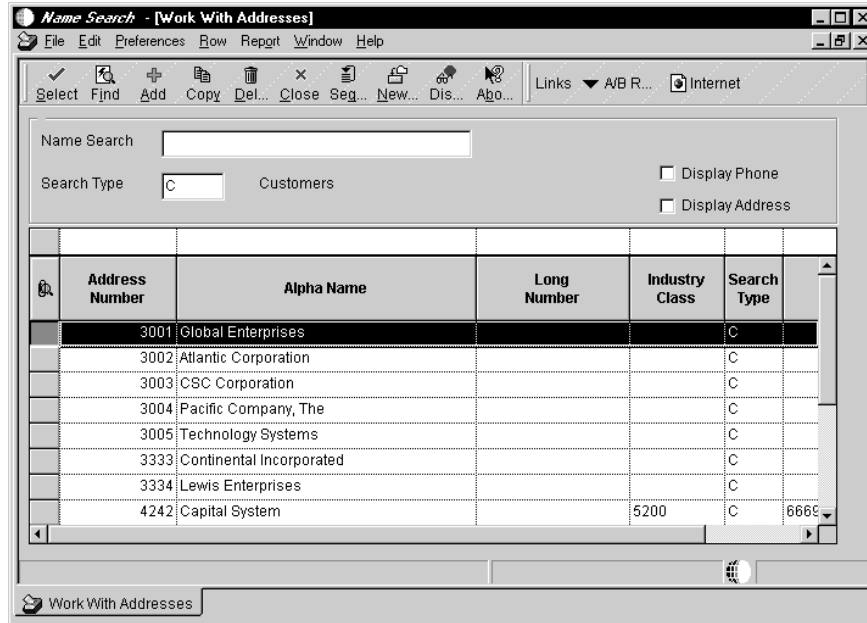 Name Search - [Work With Addresses]
File Edit Preferences Row Report Window Help
Select Find Add Copy Del... Close Seq... New... Dis... Abo... Links A/B R... Internet
Name Search
Search Type C Customers
Display Phone
Display Address
Address Number Alpha Name Long Number Industry Class Search Type
3001 Global Enterprises C
3002 Atlantic Corporation C
3003 CSC Corporation C
3004 Pacific Company, The C
3005 Technology Systems C
3333 Continental Incorporated C
3334 Lewis Enterprises C
4242 Capital System 5200 C 6669
Work With Addresses